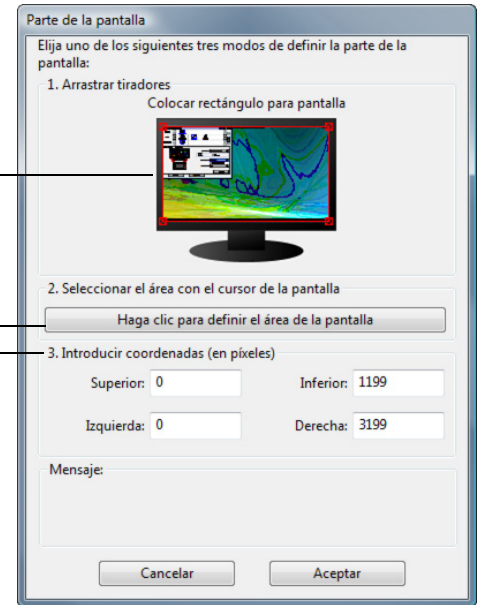 Parte de la pantalla
Elija uno de los siguientes tres modos de definir la parte de la
pantalla:
1. Arrastrar tiradores
Colocar rectángulo para pantalla
2. Seleccionar el área con el cursor de la pantalla
Haga clic para definir el área de la pantalla
3. Introducir coordenadas (en píxeles)
Superior: 0 Inferior: 1199
Izquierda: 0 Derecha: 3199
Mensaje:
Cancelar Aceptar